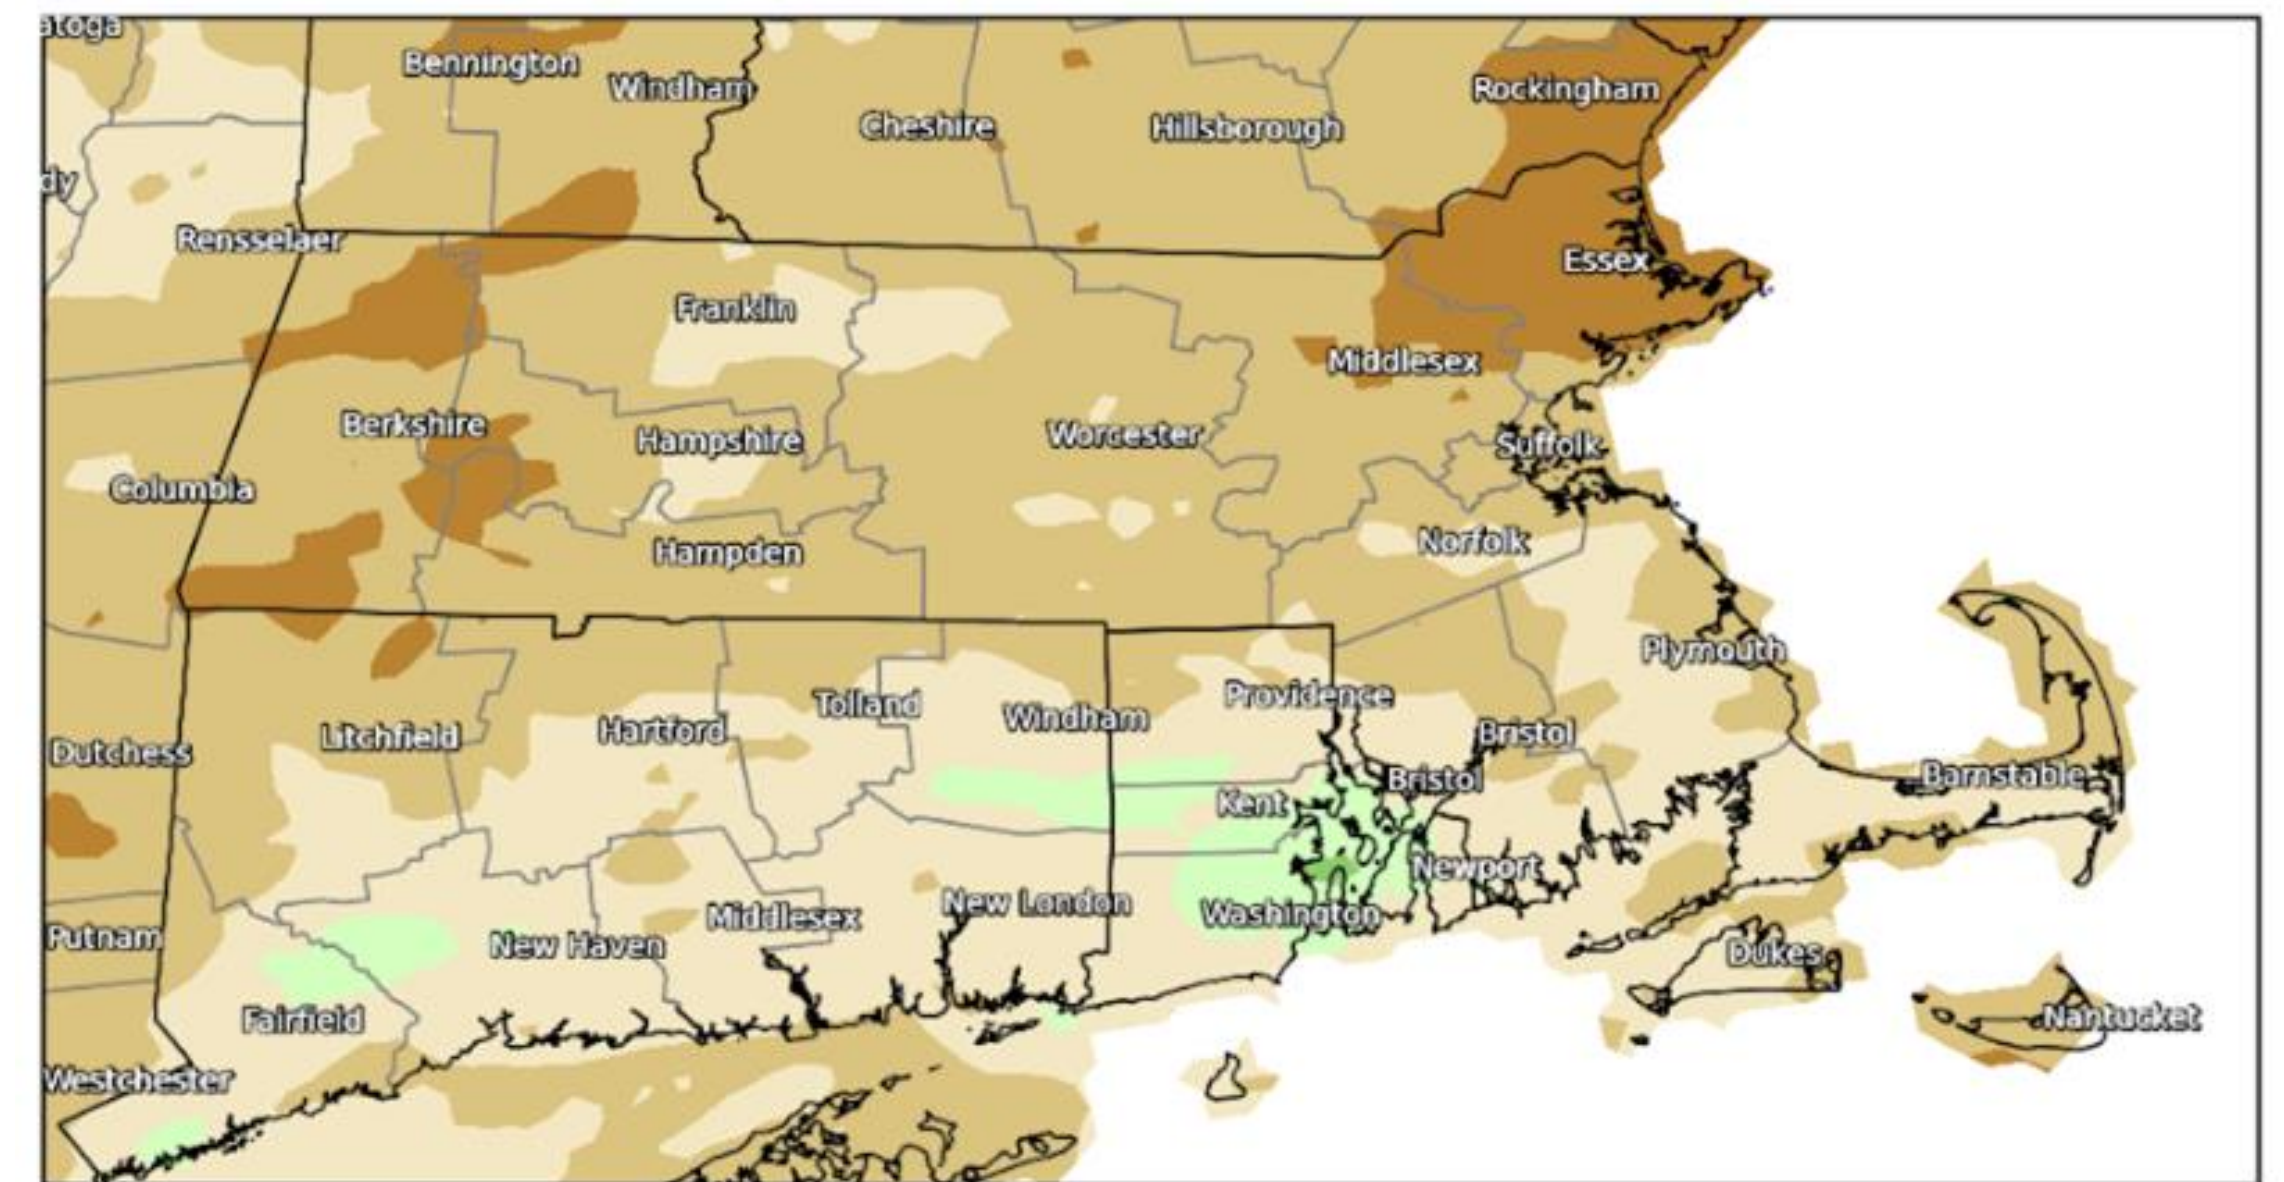 atoga
Bennington
Windham
Rockingham
Cheshire
Hillsborough
dy
Rensselaer
Essex
Franklin
Middlesex
Berkshire
Hampshire
Worcester
Suffolk
Columbia
Norfolk
Hampden
Plymouth
Providence
Tolland
Windham
Hartford
Litchfield
Bristol
Dutchess
Bristol
Barnstable
Kent
Newport
New London
Washington
Middlesex
Putnam
New Haven
Dukes
Fairfield
Nantucket
Westchester